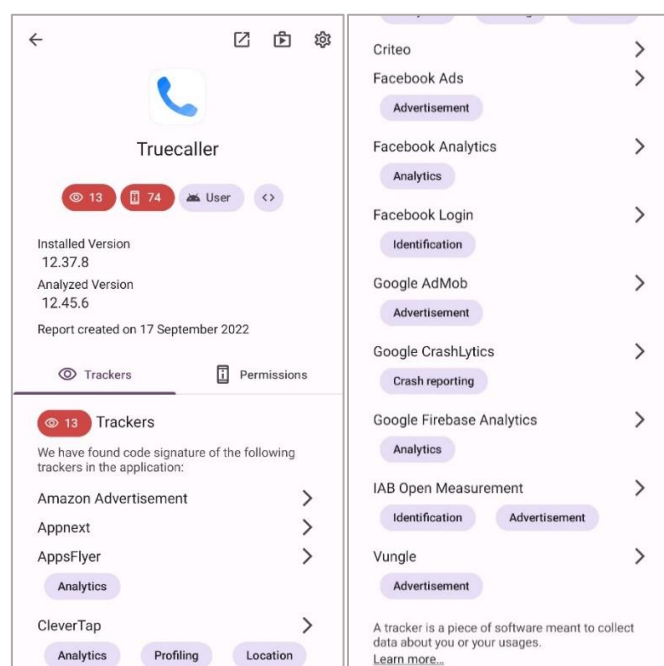 Truecaller
13
74
User
<>
Installed Version
12.37.8
Analyzed Version
12.45.6
Report created on 17 September 2022
Trackers
Permissions
13 Trackers
We have found code signature of the following
trackers in the application:
Amazon Advertisement
Appnext
AppsFlyer
Analytics
CleverTap
Analytics Profiling Location
Criteo
Facebook Ads
Advertisement
Facebook Analytics
Analytics
Facebook Login
Identification
Google AdMob
Advertisement
Google CrashLytics
Crash reporting
Google Firebase Analytics
Analytics
IAB Open Measurement
Identification Advertisement
Vungle
Advertisement
A tracker is a piece of software meant to collect
data about you or your usages.
Learn more...